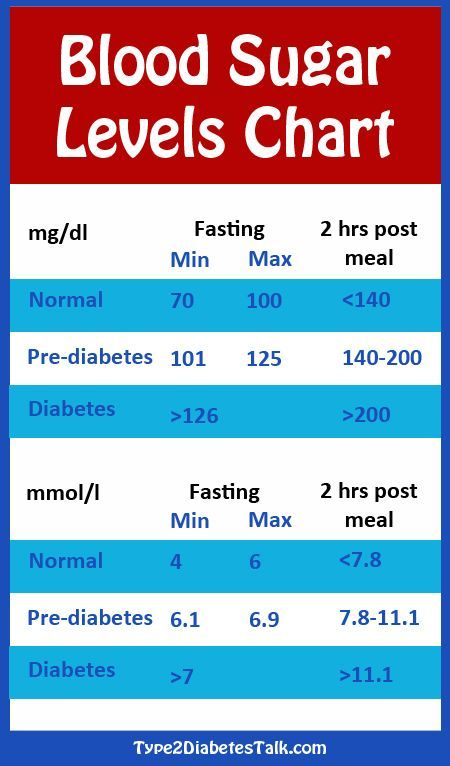 Blood Sugar
Levels Chart
mg/dl Fasting 2 hrs post
Min Max meal
Normal 70 100 <140
Pre-diabetes 101 125 140-200
Diabetes >126 >200
mmol/l Fasting 2 hrs post
Min Max meal
Normal 4 6 <7.8
Pre-diabetes 6.1 6.9 7.8-11.1
Diabetes >7 >11.1
Type2DiabetesTalk.com